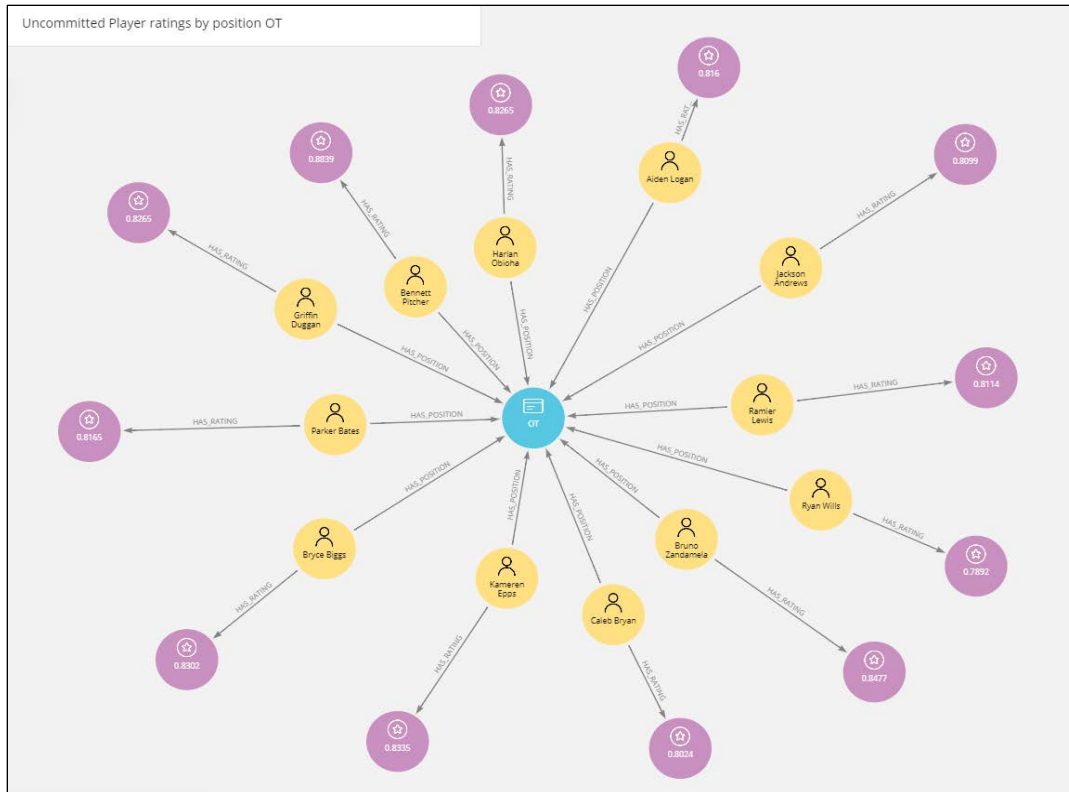 Uncommitted Player ratings by position OT
0.816
0.8265
HAS_RAT...
0.8839
0.8099
Aiden Logan
HAS_RATING
HAS_RATING
HAS_RATING
0.8265
HAS_RATING
Harlan
Obioha
Jackson
Andrews
Bennett
Pitcher
HAS_POSITION
Griffin
Duggan
HAS_POSITION
HAS_POSITION
HAS_POSITION
HAS_POSITION
0.8114
HAS_RATING
Ramier
Lewis
HAS_POSITION
OT
HAS_POSITION
Parker Bates
HAS_RATING
0.8165
HAS_POSITION
HAS_POSITION
HAS_POSITION
HAS_POSITION
Ryan Wills
HAS_RATING
0.7892
Bruno
Zandamela
Bryce Biggs
HAS_POSITION
Kameren
Epps
HAS_POSITION
Caleb Bryan
HAS_RATING
HAS_RATING
0.8302
HAS_RATING
HAS_RATING
0.8477
0.8335
0.8024